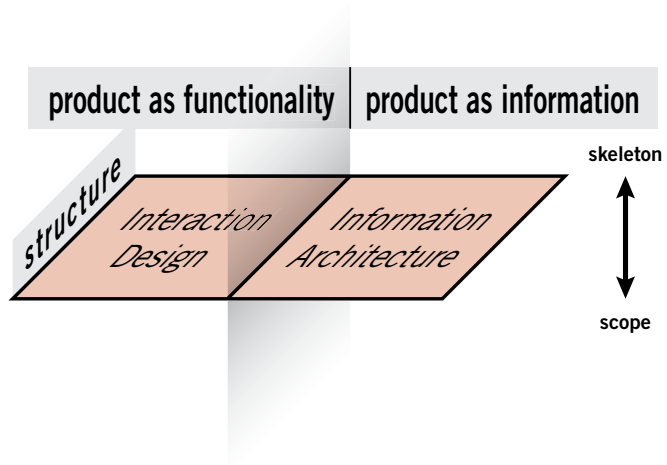 product as functionality
product as information
skeleton
structure
Interaction
Design
Information
Architecture
scope